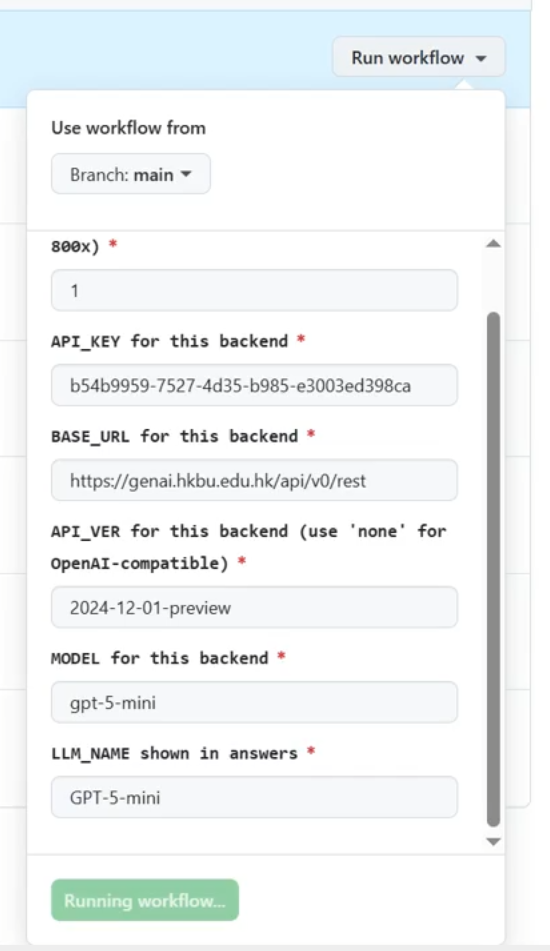 Run workflow
Use workflow from
Branch: main
800x) *
1
API_KEY for this backend *
b54b9959-7527-4d35-b985-e3003ed398ca
BASE_URL for this backend *
https://genai.hkbu.edu.hk/api/v0/rest
API_VER for this backend (use 'none' for
OpenAI-compatible) *
2024-12-01-preview
MODEL for this backend *
gpt-5-mini
LLM_NAME shown in answers *
GPT-5-mini
Running workflow...